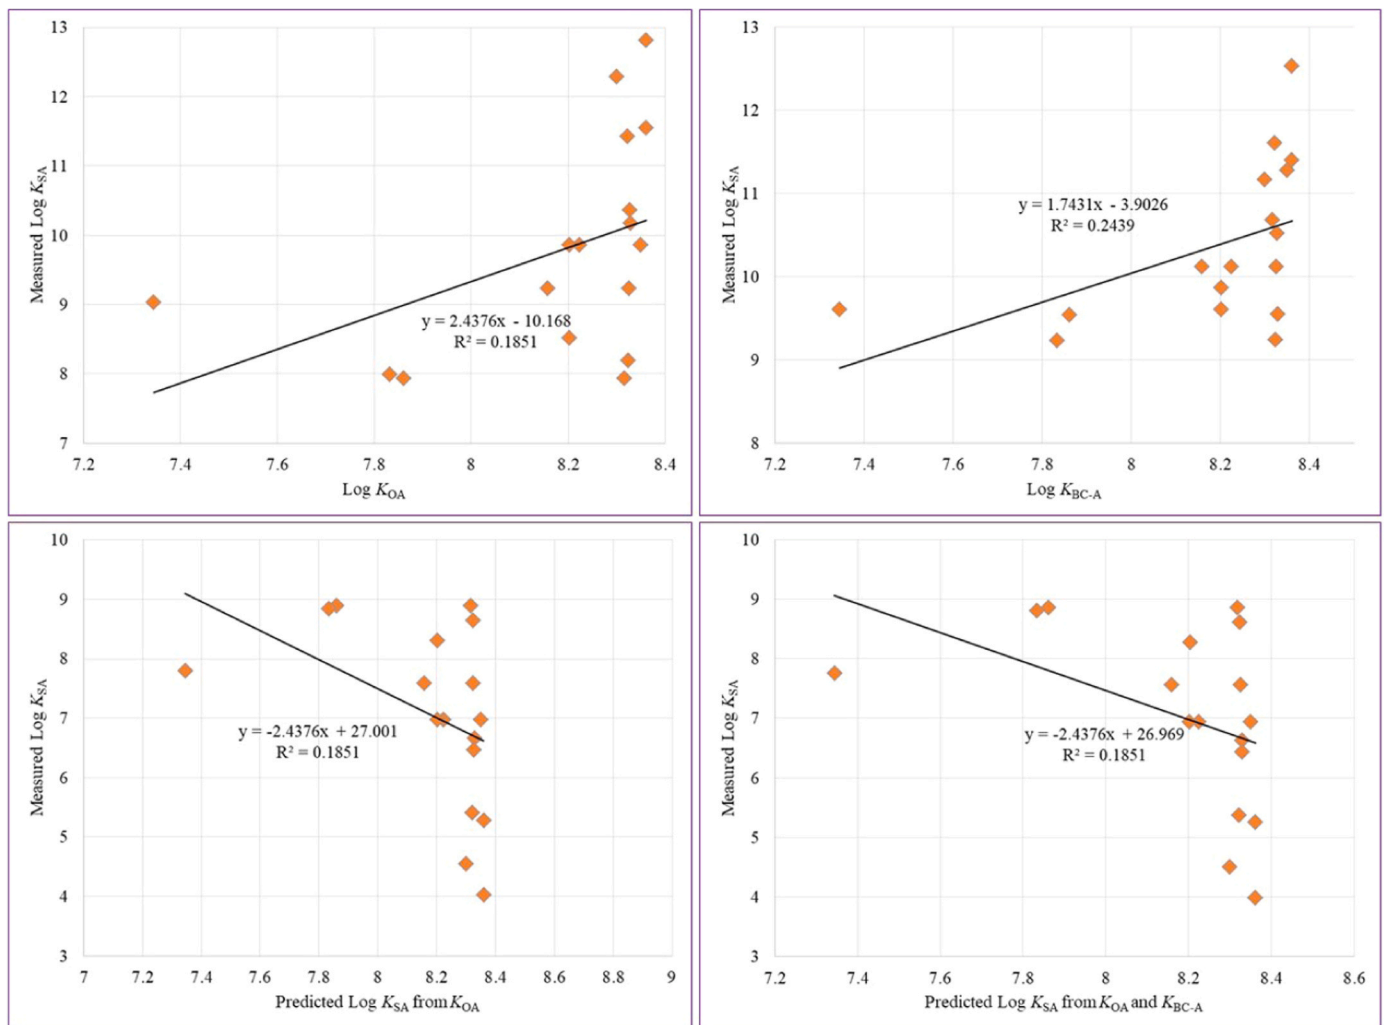 13
12
11
10
9
8
7
Measured Log KSA
y = 2.4376x - 10.168
R² = 0.1851
7.2 7.4 7.6 7.8 8 8.2 8.4
Log KOA
13
12
11
10
9
8
Measured Log KSA
y = 1.7431x - 3.9026
R² = 0.2439
7.2 7.4 7.6 7.8 8 8.2 8.4
Log KBC-A
10
9
8
7
6
5
4
3
Measured Log KSA
y = -2.4376x + 27.001
R² = 0.1851
7 7.2 7.4 7.6 7.8 8 8.2 8.4 8.6 8.8 9
Predicted Log KSA from KOA
10
9
8
7
6
5
4
3
Measured Log KSA
y = -2.4376x + 26.969
R² = 0.1851
7.2 7.4 7.6 7.8 8 8.2 8.4 8.6
Predicted Log KSA from KOA and KBC-A